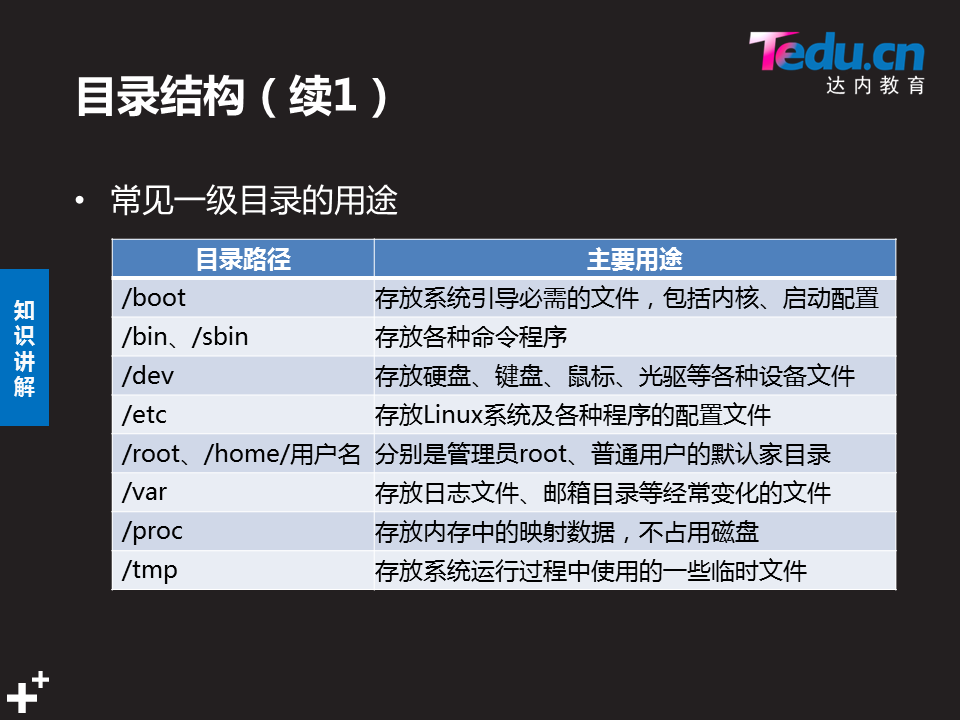 Tedu.cn
达内教育
目录结构（续1）
• 常见一级目录的用途
知识讲解
目录路径 主要用途
/boot 存放系统引导必需的文件，包括内核、启动配置
/bin、/sbin 存放各种命令程序
/dev 存放硬盘、键盘、鼠标、光驱等各种设备文件
/etc 存放Linux系统及各种程序的配置文件
/root、/home/用户名 分别是管理员root、普通用户的默认家目录
/var 存放日志文件、邮箱目录等经常变化的文件
/proc 存放内存中的映射数据，不占用磁盘
/tmp 存放系统运行过程中使用的一些临时文件